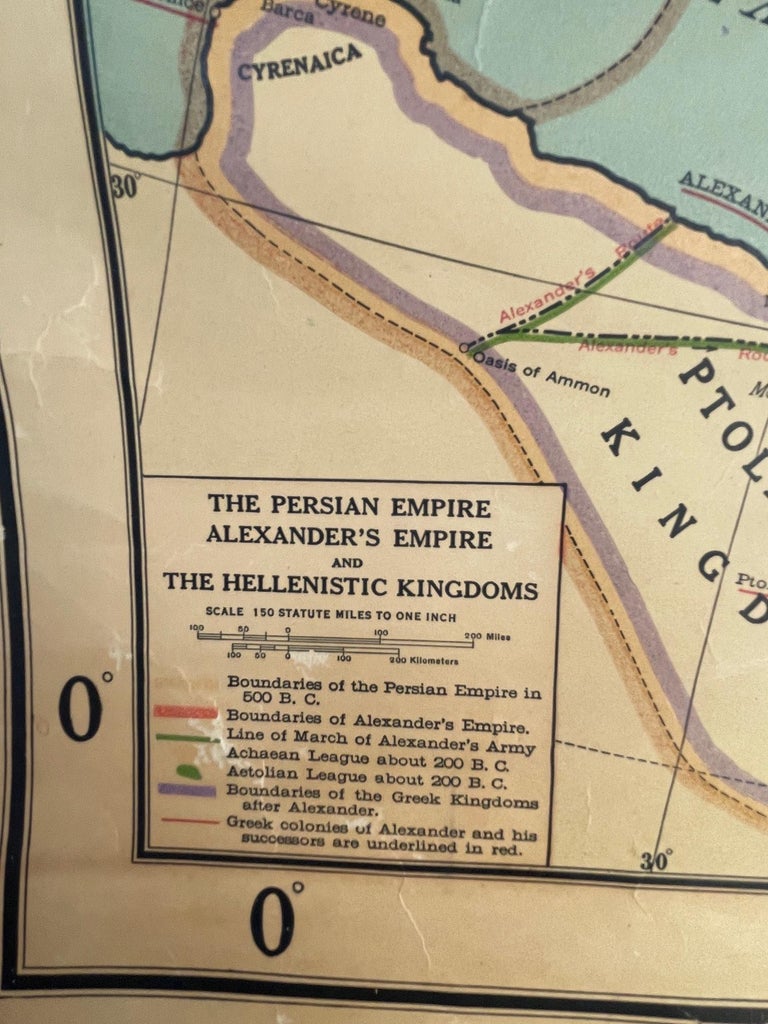 Barca
Cyrene
CYRENAICA
30°
ALEXAN
Alexander's Route
Alexander's Rou
Oasis of Ammon
PTOL
KINGD
Pto
THE PERSIAN EMPIRE
ALEXANDER'S EMPIRE
AND
THE HELLENISTIC KINGDOMS
SCALE 150 STATUTE MILES TO ONE INCH
100 50 0 100 200 Miles
100 50 0 100 200 Kilometers
Boundaries of the Persian Empire in
500 B. C.
Boundaries of Alexander's Empire.
Line of March of Alexander's Army
Achaean League about 200 B. C.
Aetolian League about 200 B. C.
Boundaries of the Greek Kingdoms
after Alexander.
Greek colonies of Alexander and his
successors are underlined in red.
0°
30°
0°